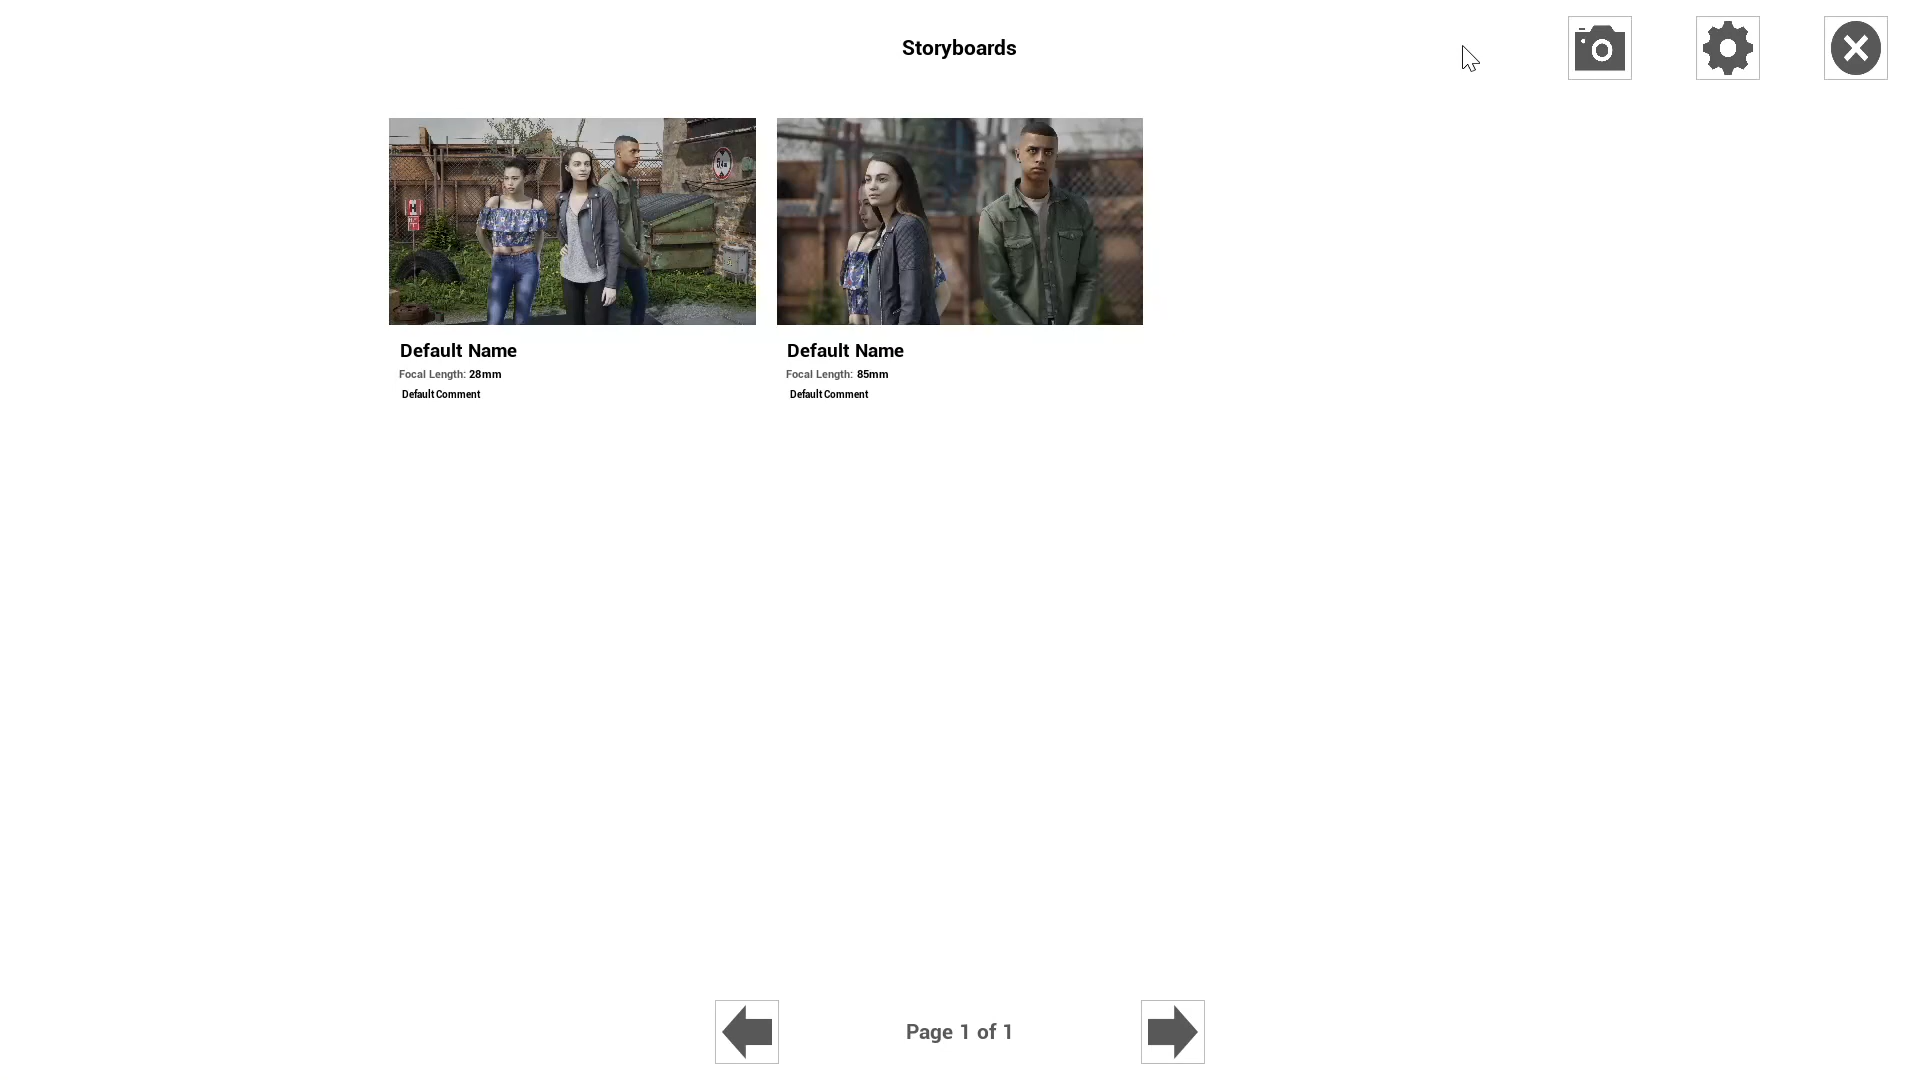 Storyboards
Default Name
Focal Length: 28mm
Default Comment
Default Name
Focal Length: 85mm
Default Comment
Page 1 of 1